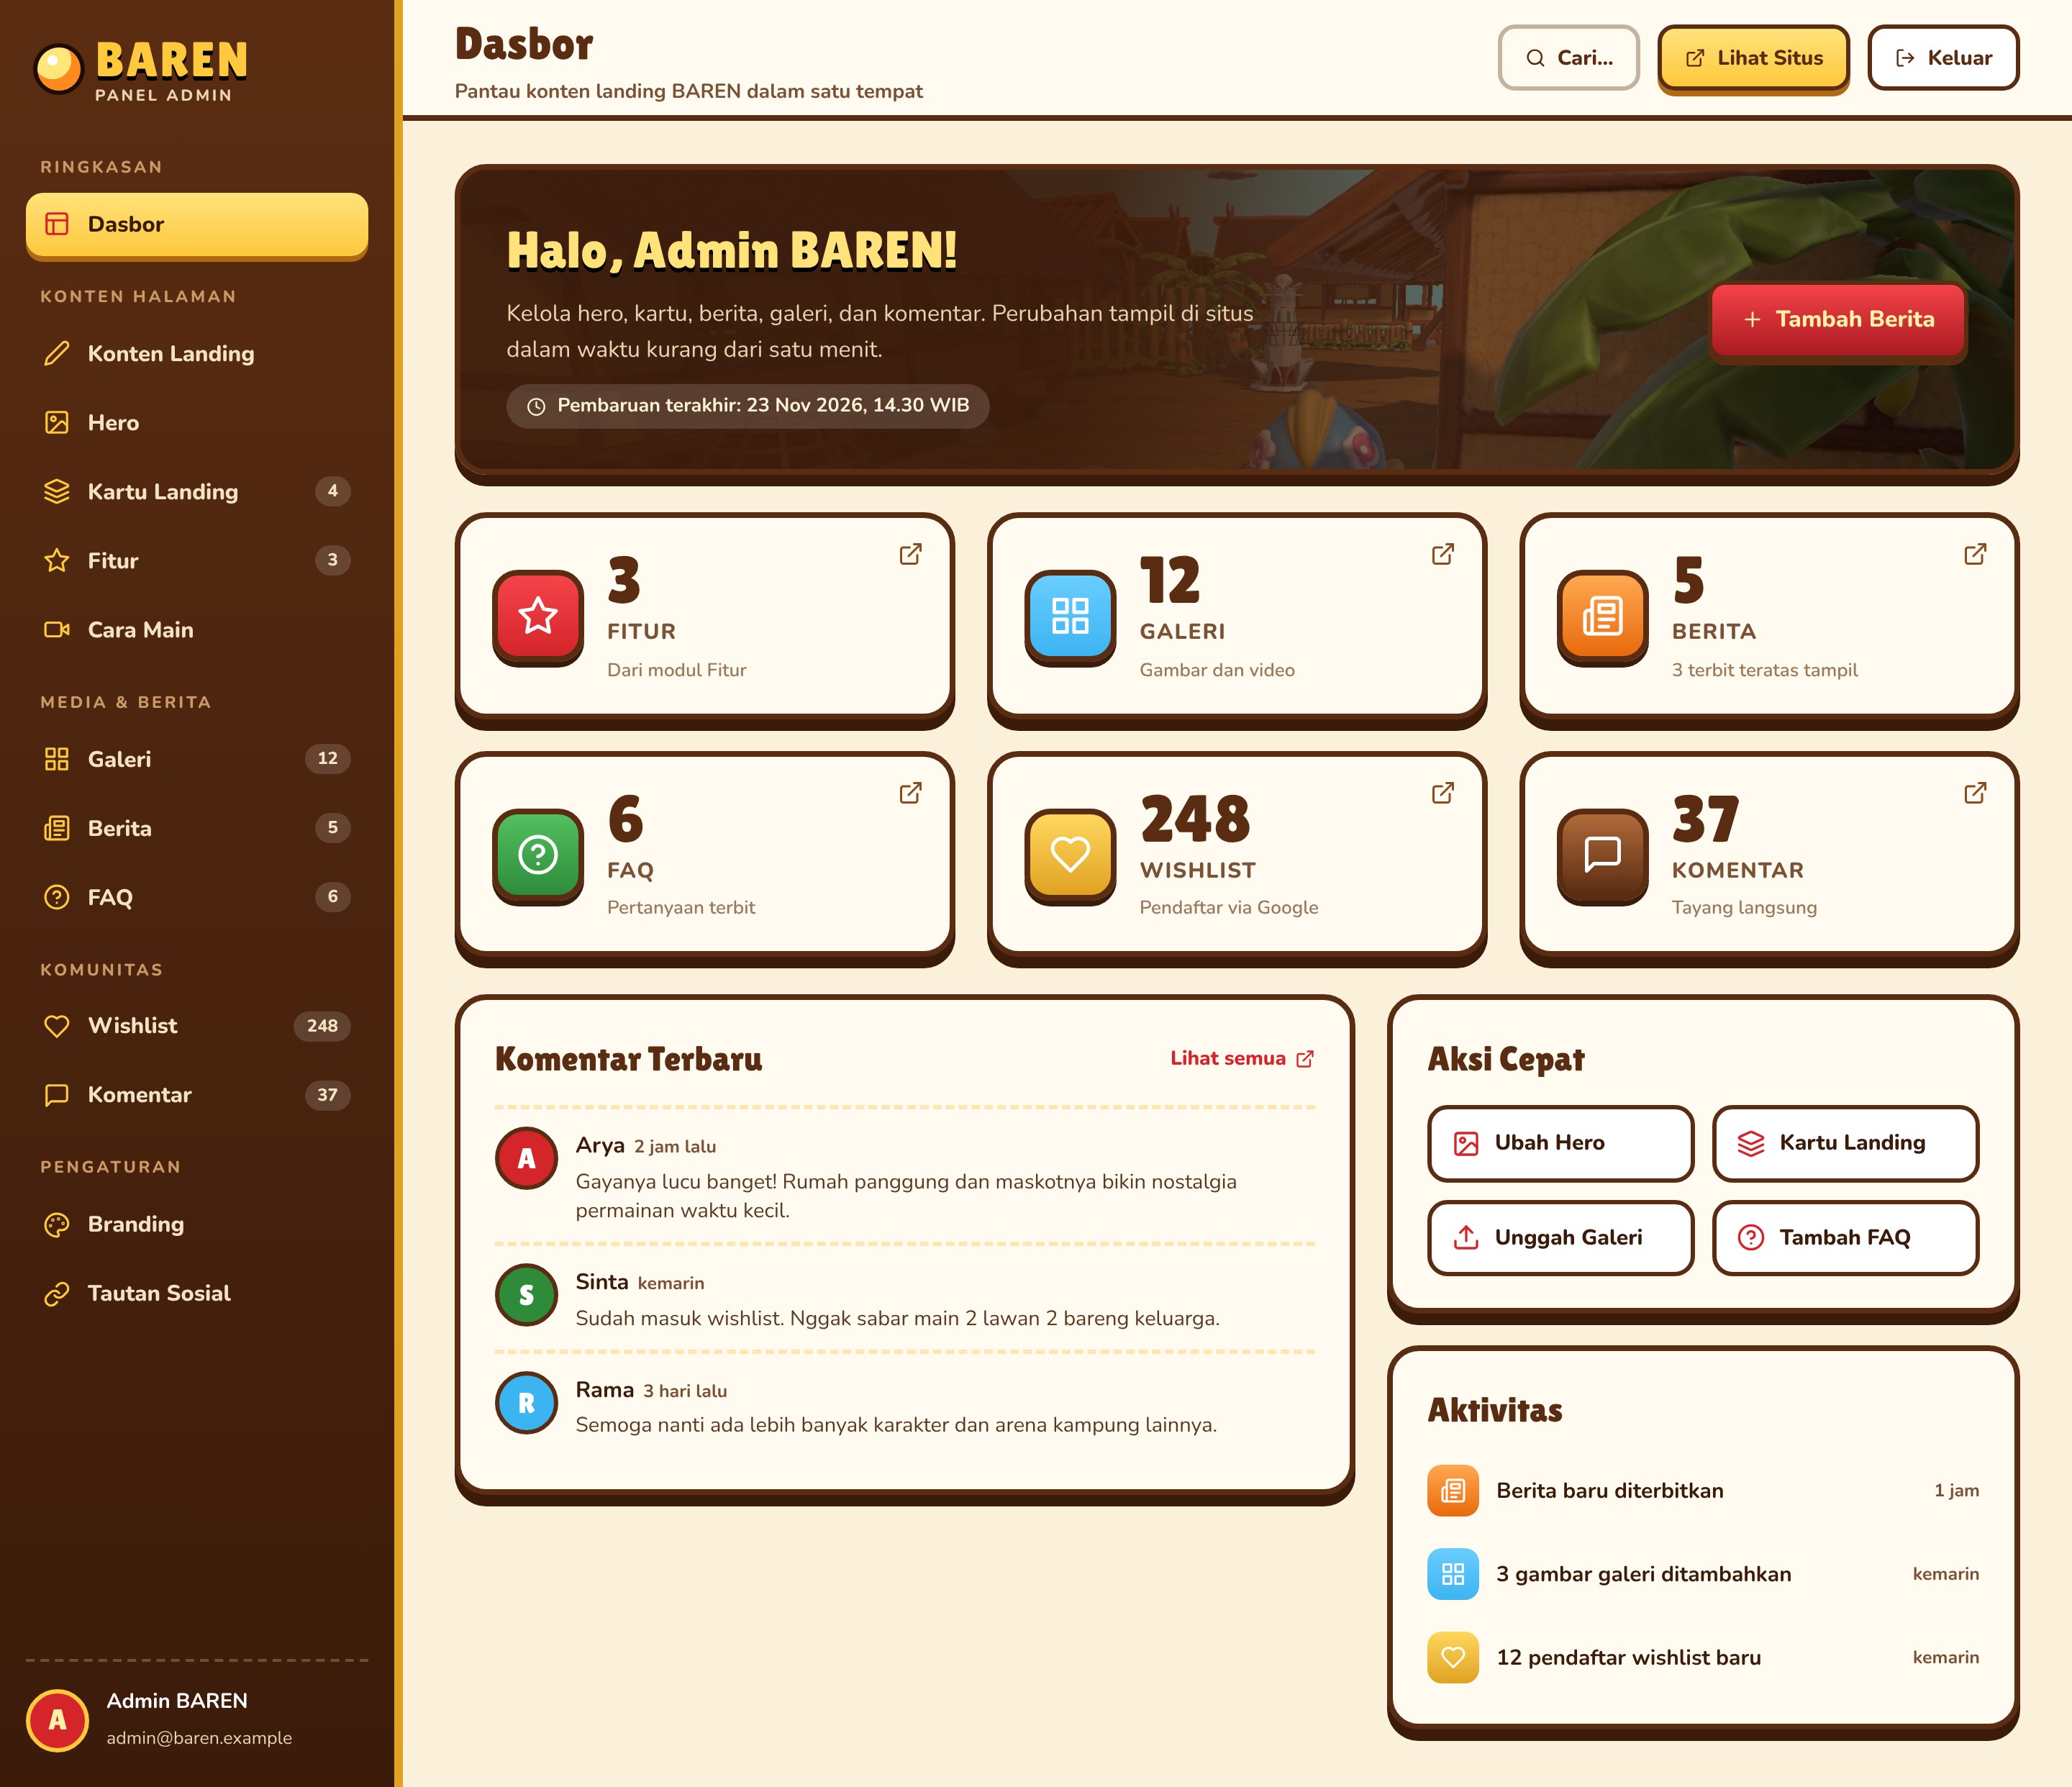 BAREN
PANEL ADMIN
RINGKASAN
Dasbor
KONTEN HALAMAN
Konten Landing
Hero
Kartu Landing 4
Fitur 3
Cara Main
MEDIA & BERITA
Galeri 12
Berita 5
FAQ 6
KOMUNITAS
Wishlist 248
Komentar 37
PENGATURAN
Branding
Tautan Sosial
A
Admin BAREN
admin@baren.example
Dasbor
Pantau konten landing BAREN dalam satu tempat
Cari...
Lihat Situs
Keluar
Halo, Admin BAREN!
Kelola hero, kartu, berita, galeri, dan komentar. Perubahan tampil di situs
dalam waktu kurang dari satu menit.
Pembaruan terakhir: 23 Nov 2026, 14.30 WIB
Tambah Berita
3
FITUR
Dari modul Fitur
12
GALERI
Gambar dan video
5
BERITA
3 terbit teratas tampil
6
FAQ
Pertanyaan terbit
248
WISHLIST
Pendaftar via Google
37
KOMENTAR
Tayang langsung
Komentar Terbaru
Lihat semua
A
Arya 2 jam lalu
Gayanya lucu banget! Rumah panggung dan maskotnya bikin nostalgia
permainan waktu kecil.
S
Sinta kemarin
Sudah masuk wishlist. Nggak sabar main 2 lawan 2 bareng keluarga.
R
Rama 3 hari lalu
Semoga nanti ada lebih banyak karakter dan arena kampung lainnya.
Aksi Cepat
Ubah Hero
Kartu Landing
Unggah Galeri
Tambah FAQ
Aktivitas
Berita baru diterbitkan 1 jam
3 gambar galeri ditambahkan kemarin
12 pendaftar wishlist baru kemarin